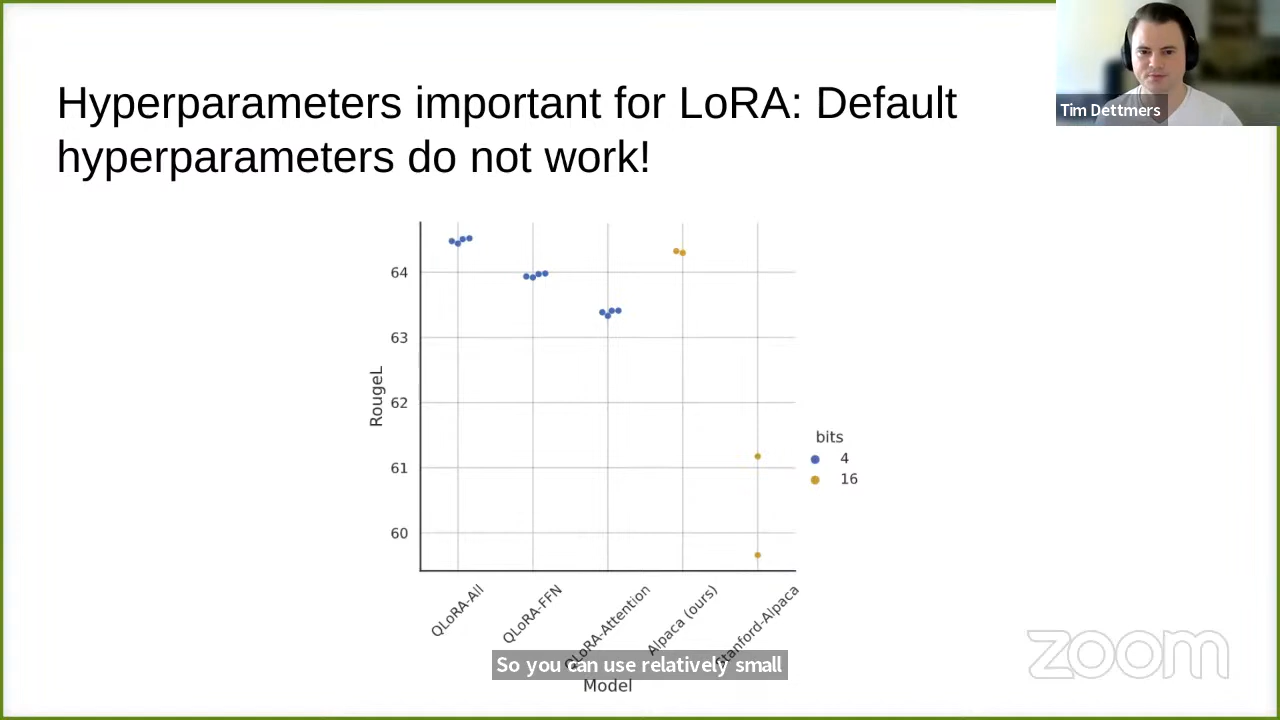 Tim Dettmers
Hyperparameters important for LoRA: Default
hyperparameters do not work!
64
63
62
61
60
RougeL
bits
4
16
QLoRA-All
QLoRA-FFN
QLoRA-Attention
Alpaca (ours)
Stanford-Alpaca
So you can use relatively small
Model
zoom